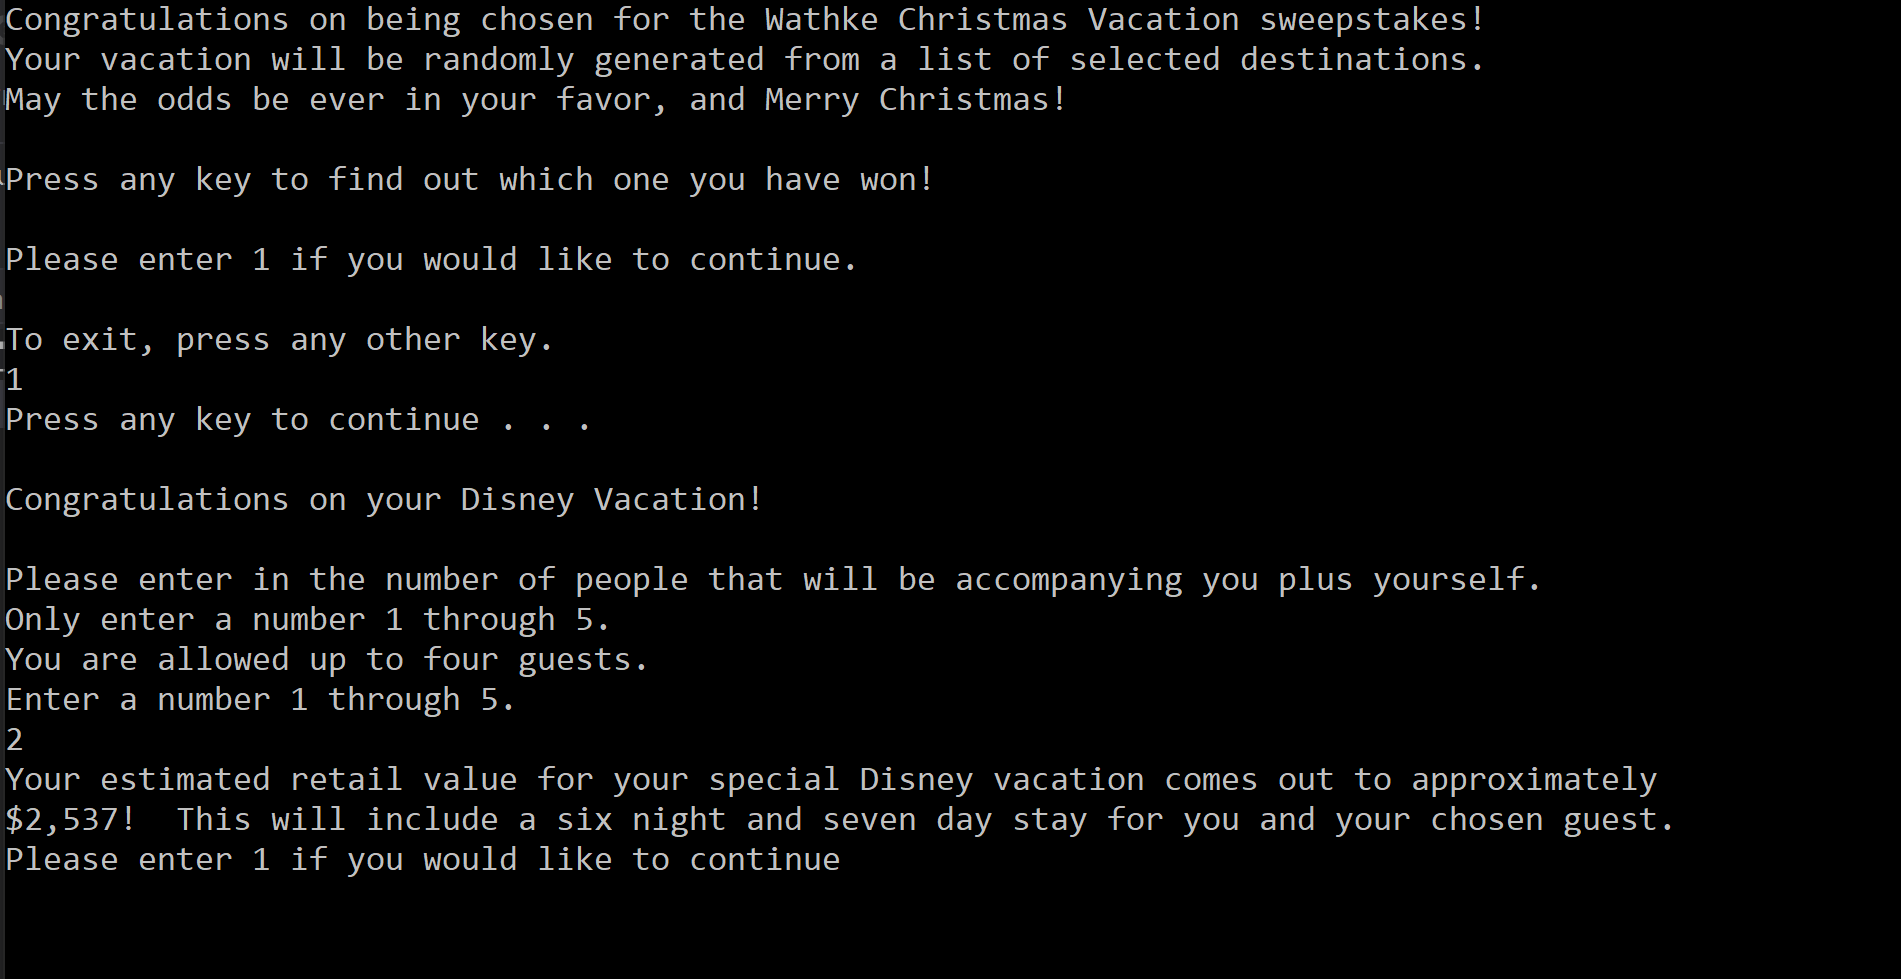 Congratulations on being chosen for the Wathke Christmas Vacation sweepstakes!
Your vacation will be randomly generated from a list of selected destinations.
May the odds be ever in your favor, and Merry Christmas!
Press any key to find out which one you have won!
Please enter 1 if you would like to continue.
To exit, press any other key.
1
Press any key to continue . . .
Congratulations on your Disney Vacation!
Please enter in the number of people that will be accompanying you plus yourself.
Only enter a number 1 through 5.
You are allowed up to four guests.
Enter a number 1 through 5.
2
Your estimated retail value for your special Disney vacation comes out to approximately
$2,537!  This will include a six night and seven day stay for you and your chosen guest.
Please enter 1 if you would like to continue